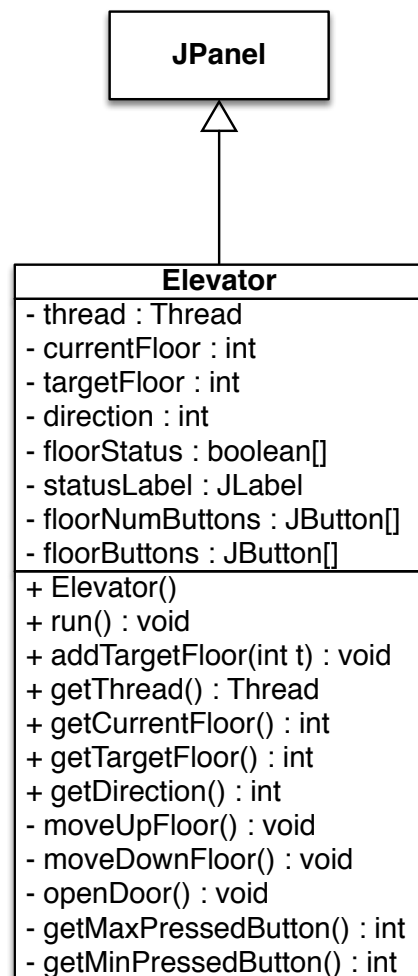 JPanel
Elevator
- thread : Thread
- currentFloor : int
- targetFloor : int
- direction : int
- floorStatus : boolean[]
- statusLabel : JLabel
- floorNumButtons : JButton[]
- floorButtons : JButton[]
+ Elevator()
+ run() : void
+ addTargetFloor(int t) : void
+ getThread() : Thread
+ getCurrentFloor() : int
+ getTargetFloor() : int
+ getDirection() : int
- moveUpFloor() : void
- moveDownFloor() : void
- openDoor() : void
- getMaxPressedButton() : int
- getMinPressedButton() : int